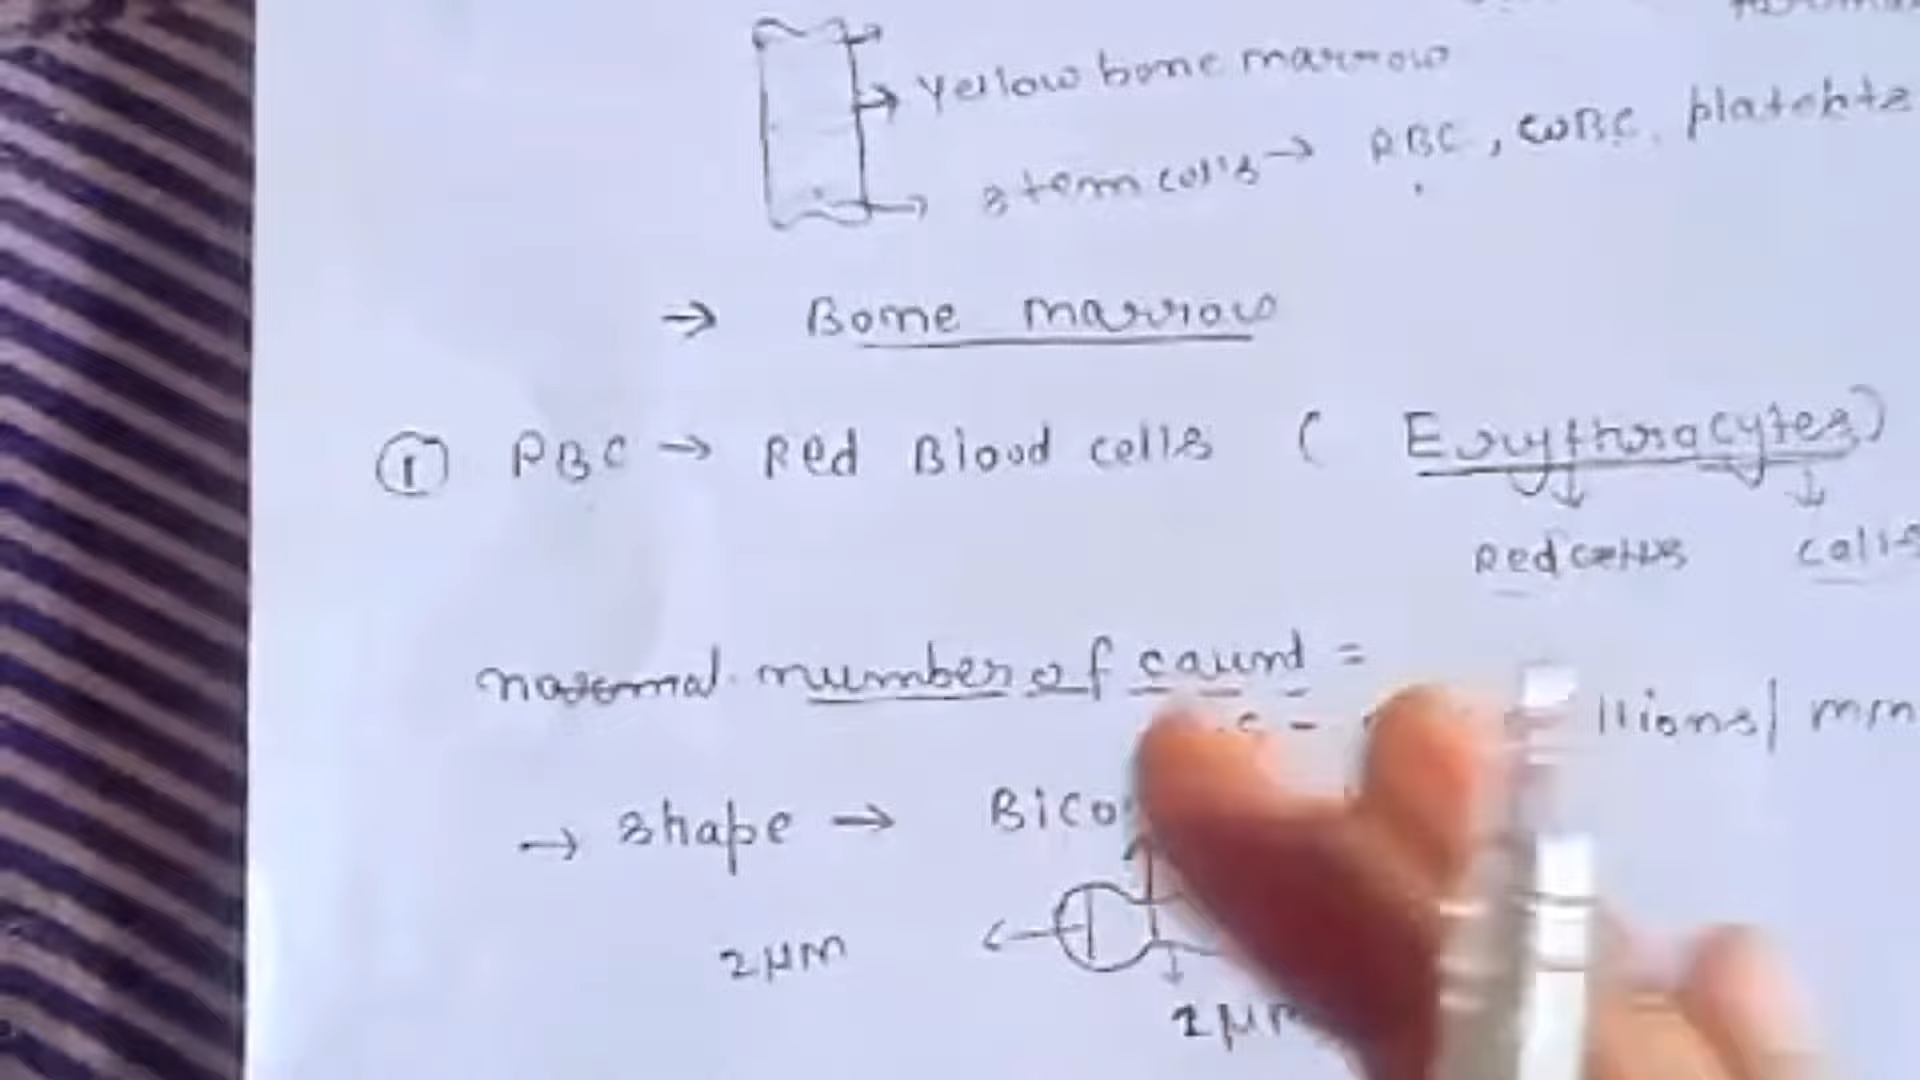 → Yellow bone marrow
stem cells → RBC, WBC, platelets
→ Bone marrow
① RBC → Red Blood cells ( Erythrocytes)
Red cells
normal number of count =
llions/ mm
→ shape → Bico
2μm
2μm